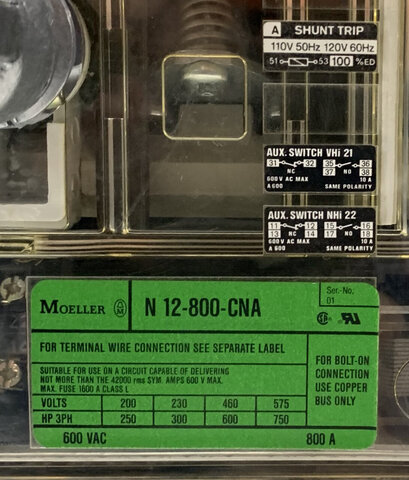 A SHUNT TRIP
110V 50Hz 120V 60Hz
51 53 100 %ED
AUX. SWITCH VHi 21
31 32 35 36
NC 37 NO 38
600 V AC MAX 10 A
A 600 SAME POLARITY
AUX. SWITCH NHi 22
11 12 15 16
13 NC 14 17 NO 18
600 V AC MAX 10 A
A 600 SAME POLARITY
MOELLER
N 12-800-CNA
Ser.-No.
01
FOR TERMINAL WIRE CONNECTION SEE SEPARATE LABEL
SUITABLE FOR USE ON A CIRCUIT CAPABLE OF DELIVERING
NOT MORE THAN THE 42000 rms SYM. AMPS 600 V MAX.
MAX. FUSE 1600 A CLASS L
FOR BOLT-ON
CONNECTION
USE COPPER
BUS ONLY
VOLTS 200 230 460 575
HP 3PH 250 300 600 750
600 VAC 800 A